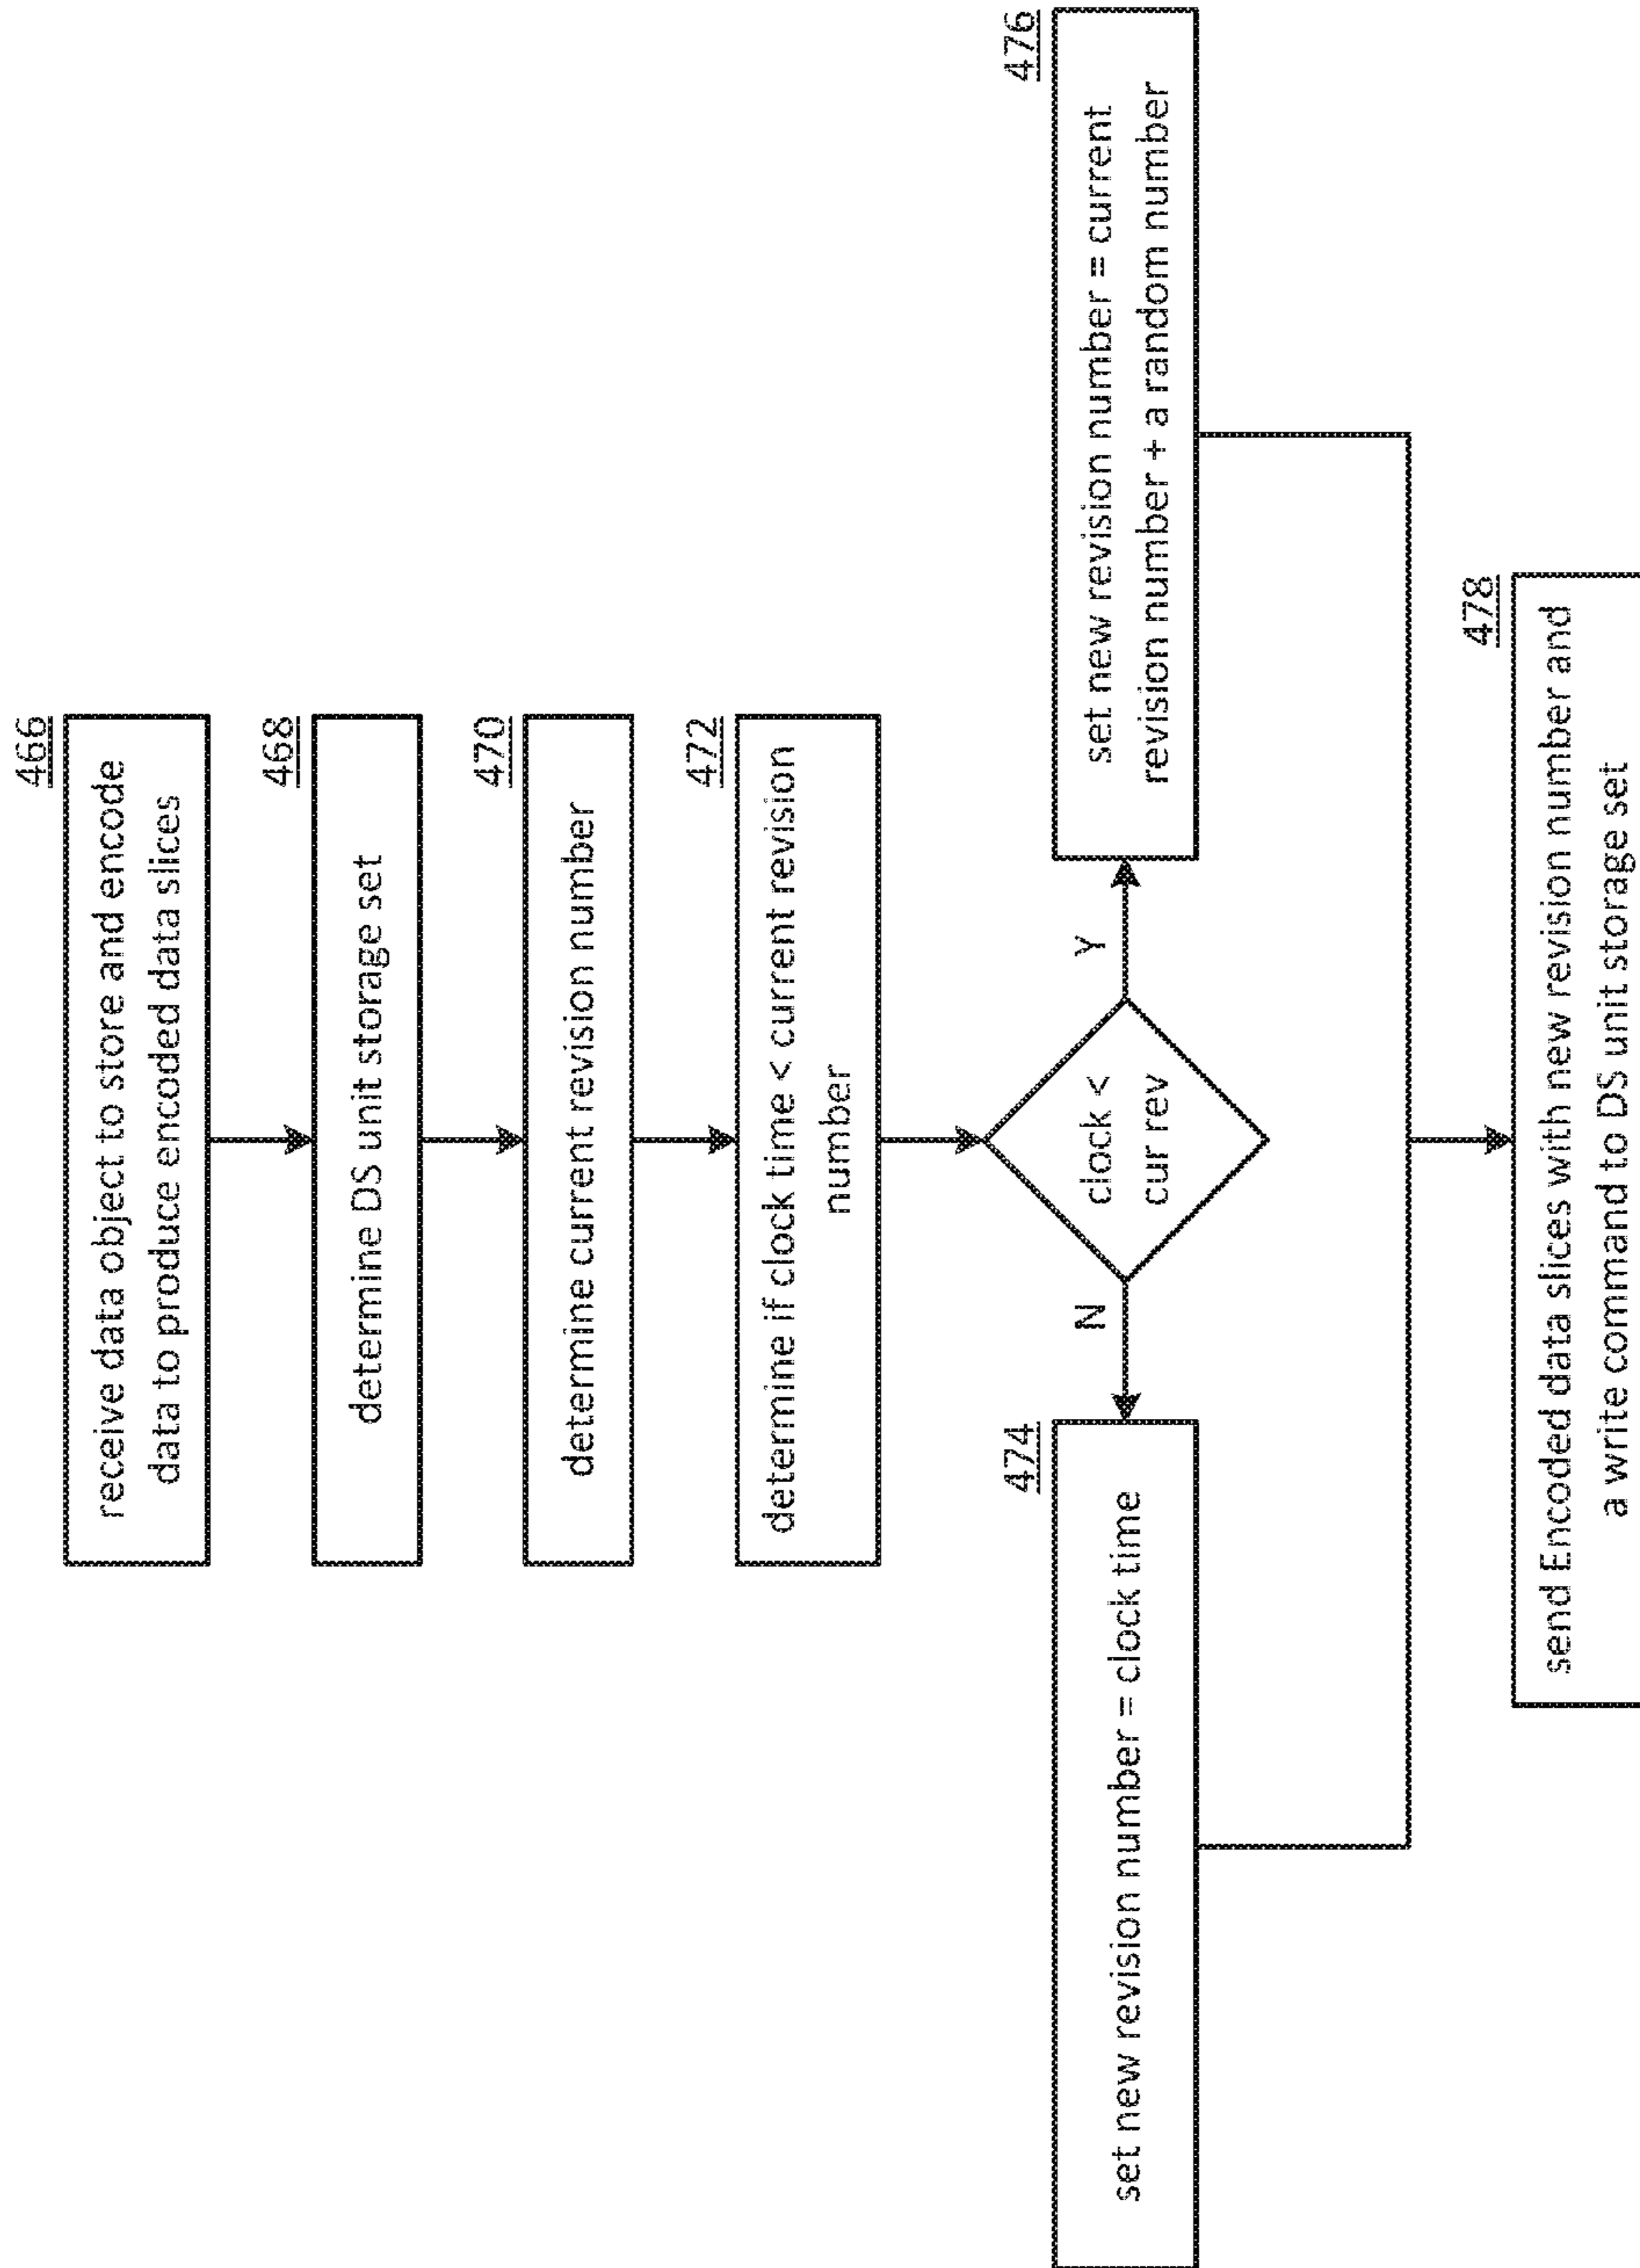 466
receive data object to store and encode
data to produce encoded data slices
468
determine DS unit storage set
470
determine current revision number
472
determine if clock time < current revision
number
clock <
cur rev
N
Y
474
set new revision number = clock time
476
set new revision number = current
revision number + a random number
478
send Encoded data slices with new revision number and
a write command to DS unit storage set